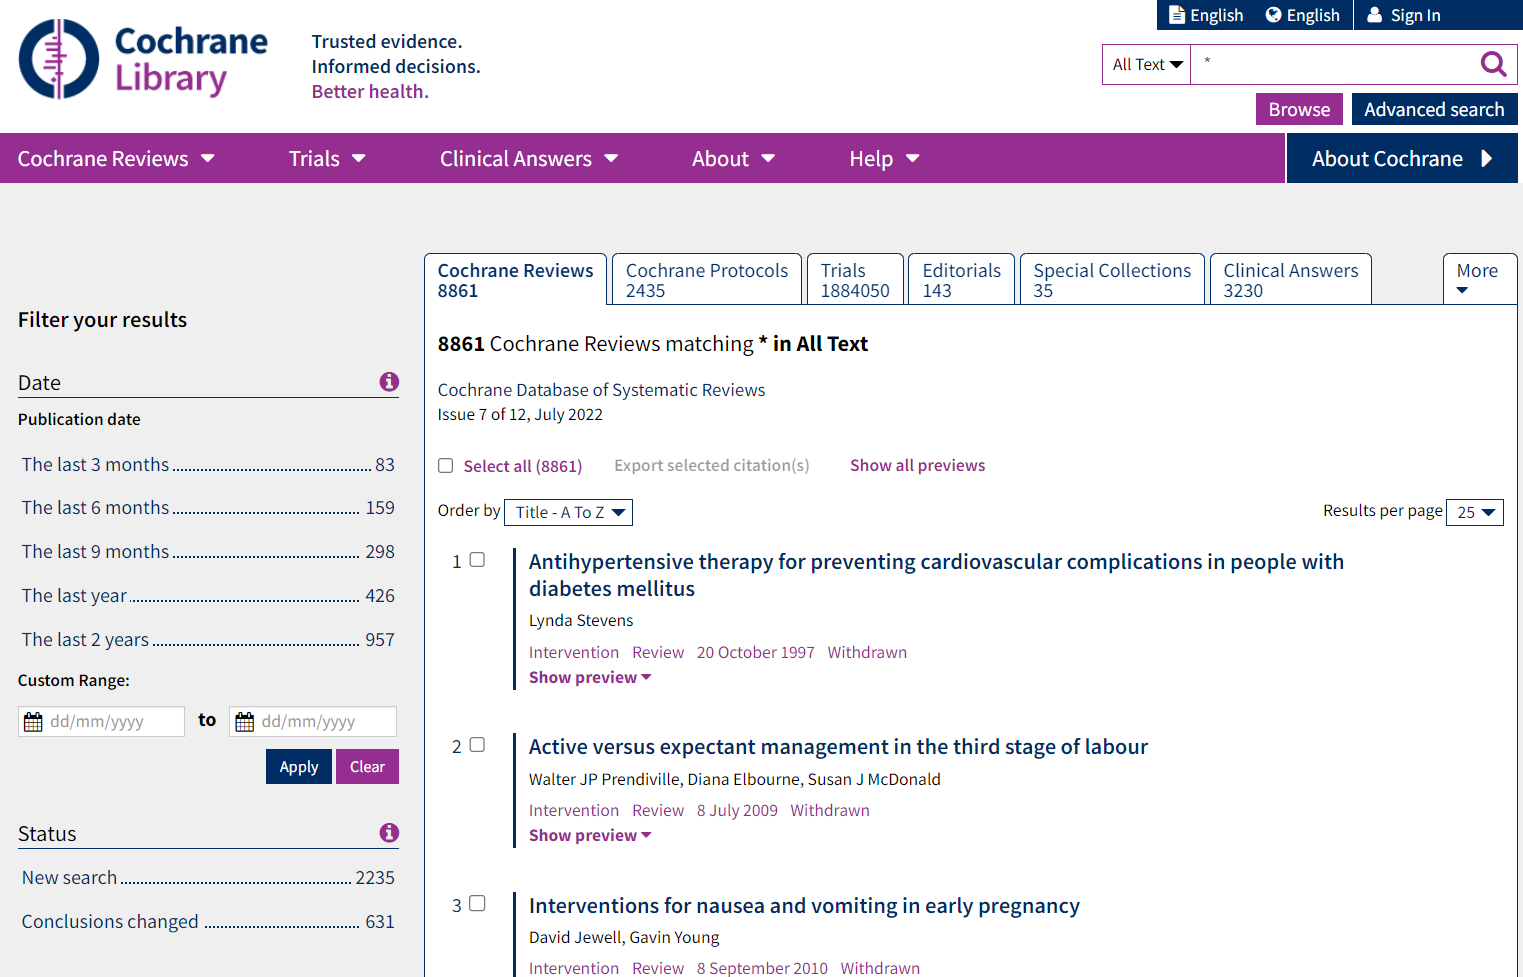 English English Sign In
Cochrane
Library
Trusted evidence.
Informed decisions.
Better health.
All Text *
Browse Advanced search
Cochrane Reviews Trials Clinical Answers About Help About Cochrane
Filter your results
Date
Publication date
The last 3 months 83
The last 6 months 159
The last 9 months 298
The last year 426
The last 2 years 957
Custom Range:
dd/mm/yyyy to dd/mm/yyyy
Apply Clear
Status
New search 2235
Conclusions changed 631
Cochrane Reviews
8861
Cochrane Protocols
2435
Trials
1884050
Editorials
143
Special Collections
35
Clinical Answers
3230
More
8861 Cochrane Reviews matching * in All Text
Cochrane Database of Systematic Reviews
Issue 7 of 12, July 2022
Select all (8861) Export selected citation(s) Show all previews
Order by Title - A To Z Results per page 25
1 Antihypertensive therapy for preventing cardiovascular complications in people with
diabetes mellitus
Lynda Stevens
Intervention Review 20 October 1997 Withdrawn
Show preview
2 Active versus expectant management in the third stage of labour
Walter JP Prendiville, Diana Elbourne, Susan J McDonald
Intervention Review 8 July 2009 Withdrawn
Show preview
3 Interventions for nausea and vomiting in early pregnancy
David Jewell, Gavin Young
Intervention Review 8 September 2010 Withdrawn